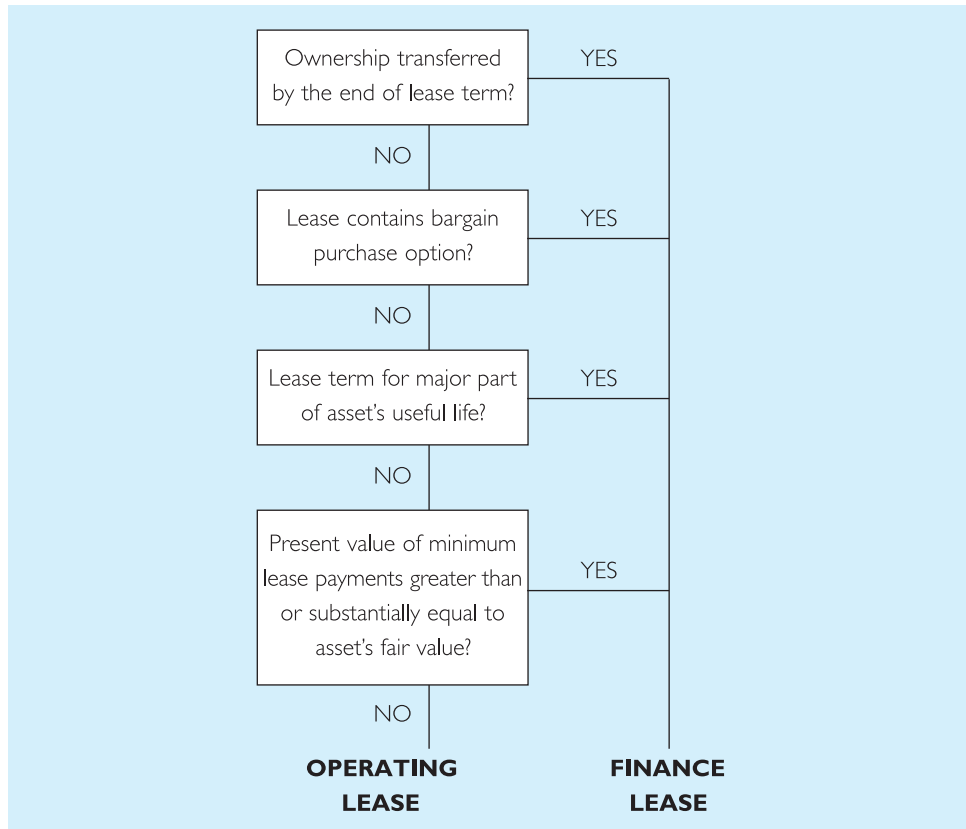 Ownership transferred
by the end of lease term?
YES
NO
Lease contains bargain
purchase option?
YES
NO
Lease term for major part
of asset's useful life?
YES
NO
Present value of minimum
lease payments greater than
or substantially equal to
asset's fair value?
YES
NO
OPERATING
LEASE
FINANCE
LEASE